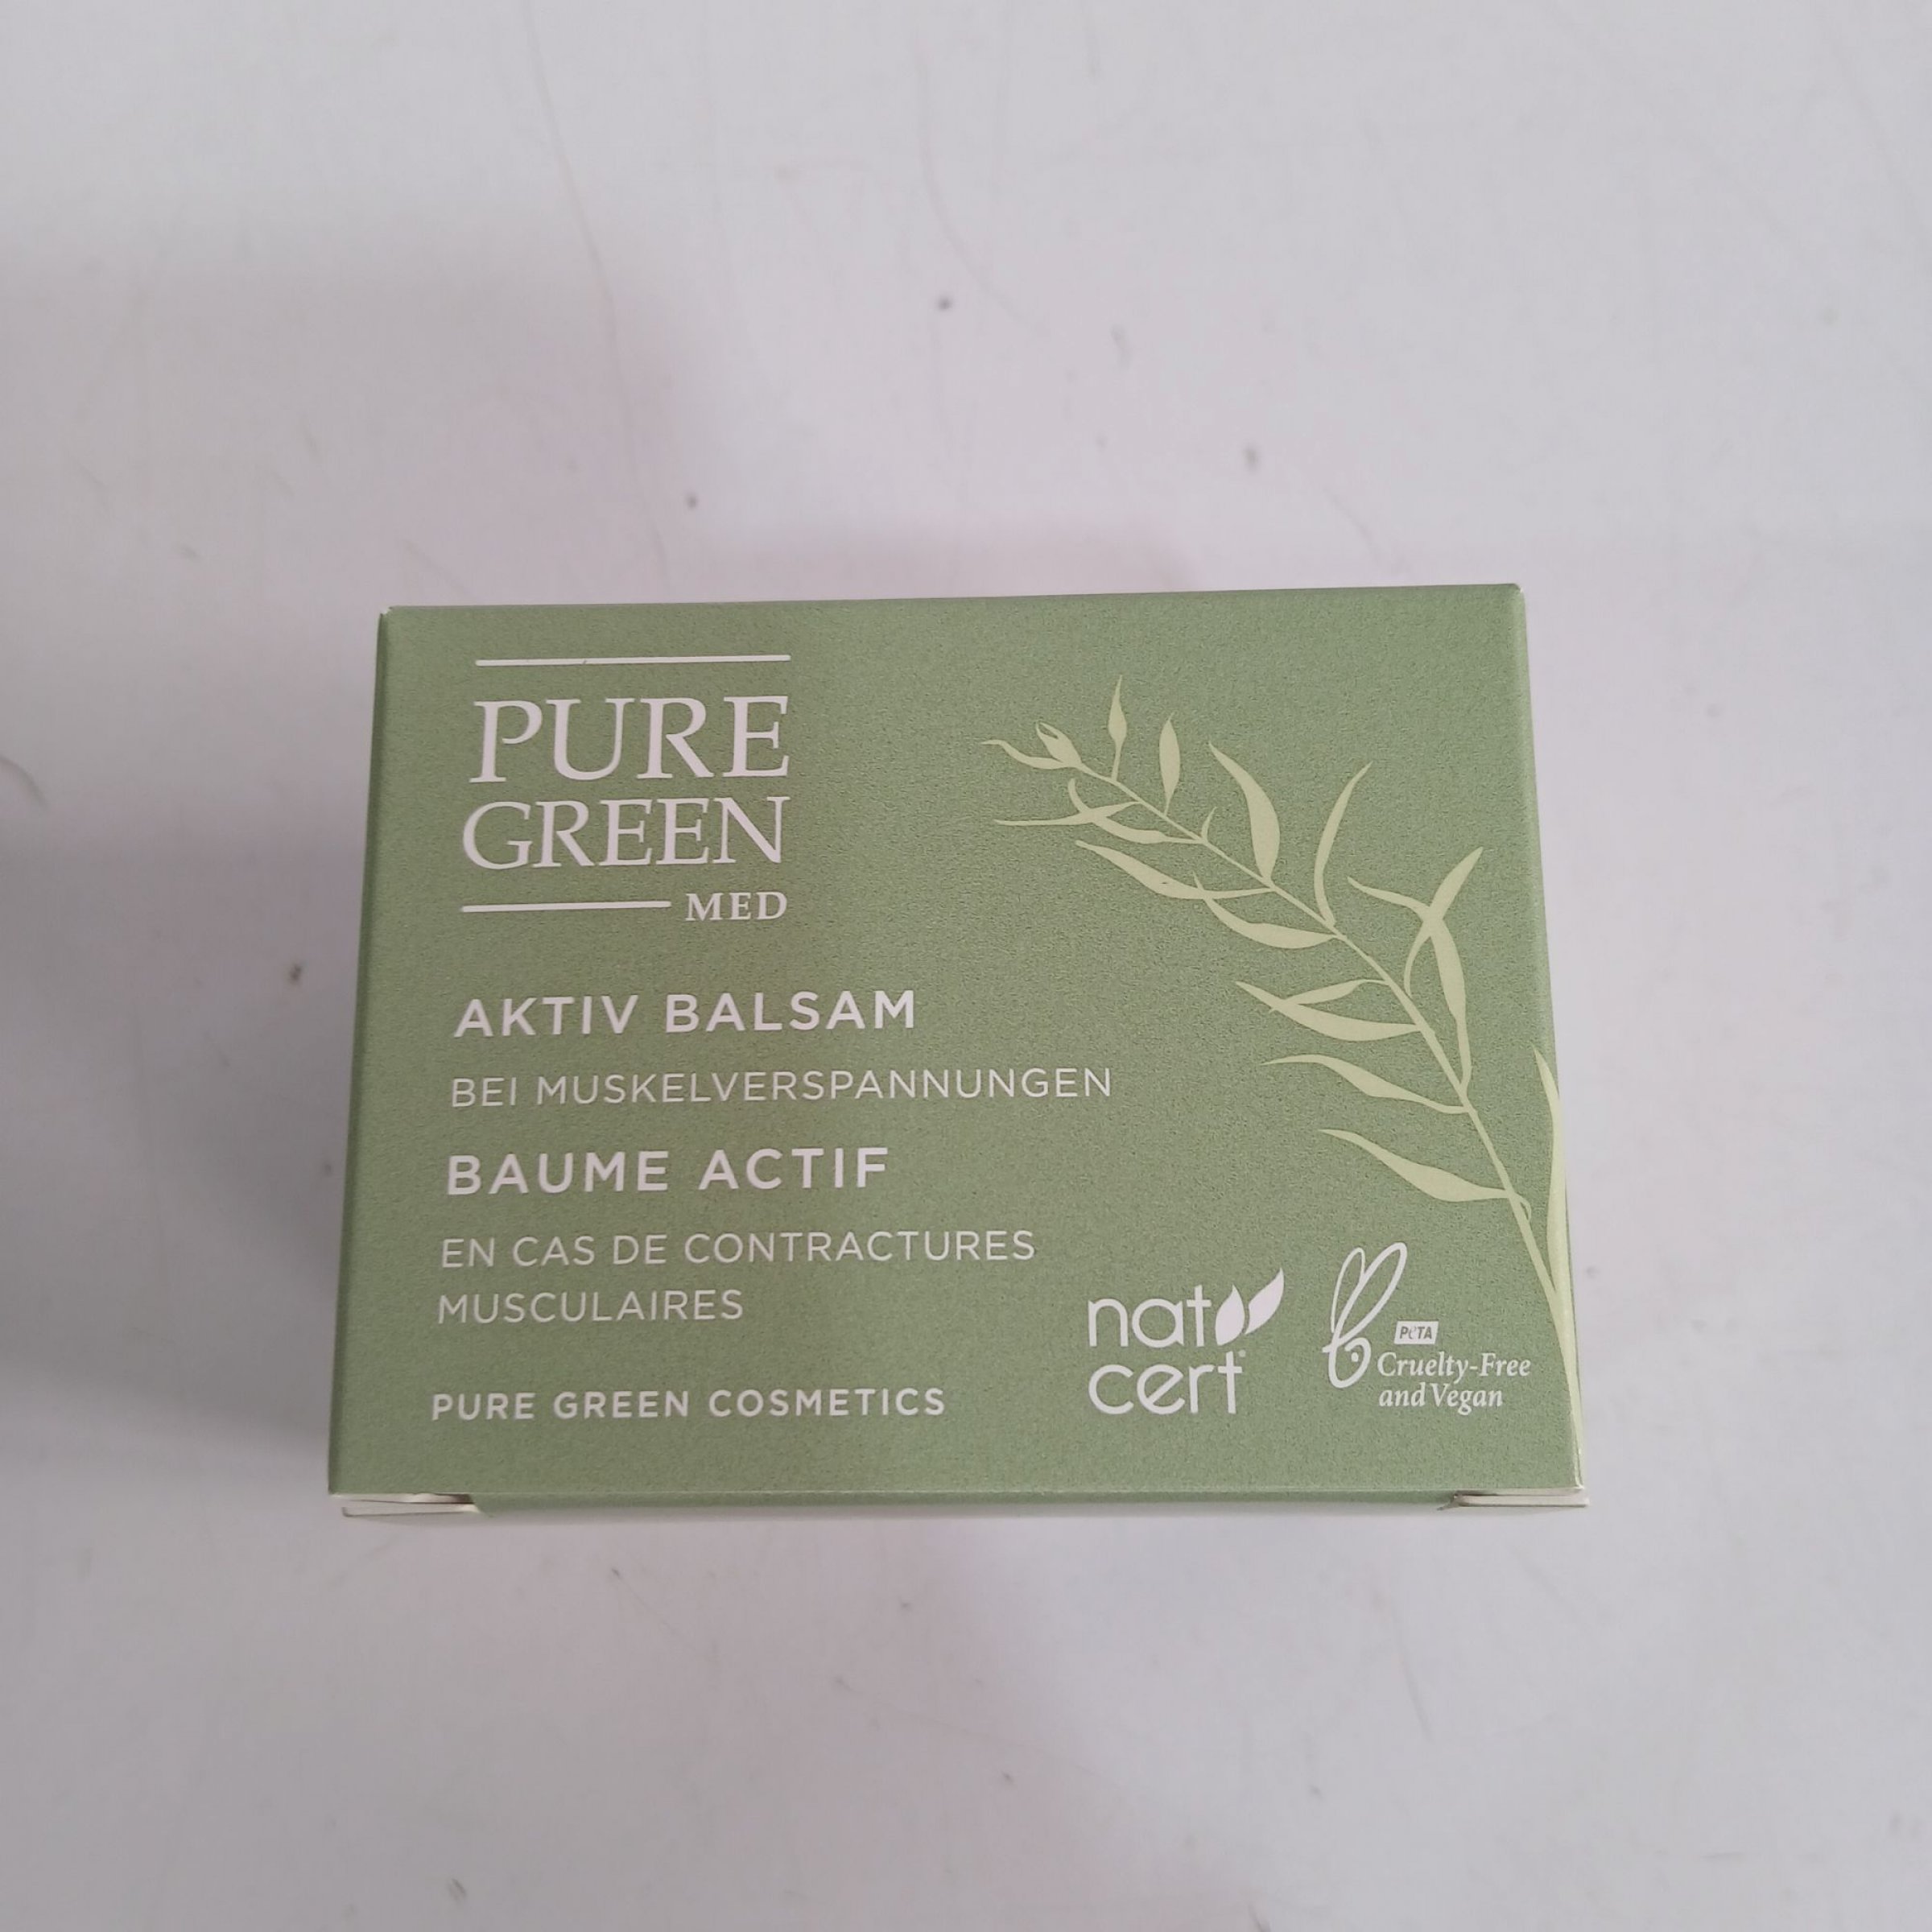 PURE
GREEN
MED
AKTIV BALSAM
BEI MUSKELVERSPANNUNGEN
BAUME ACTIF
EN CAS DE CONTRACTURES
MUSCULAIRES
PURE GREEN COSMETICS
nat
cert
PETA
Cruelty-Free
and Vegan